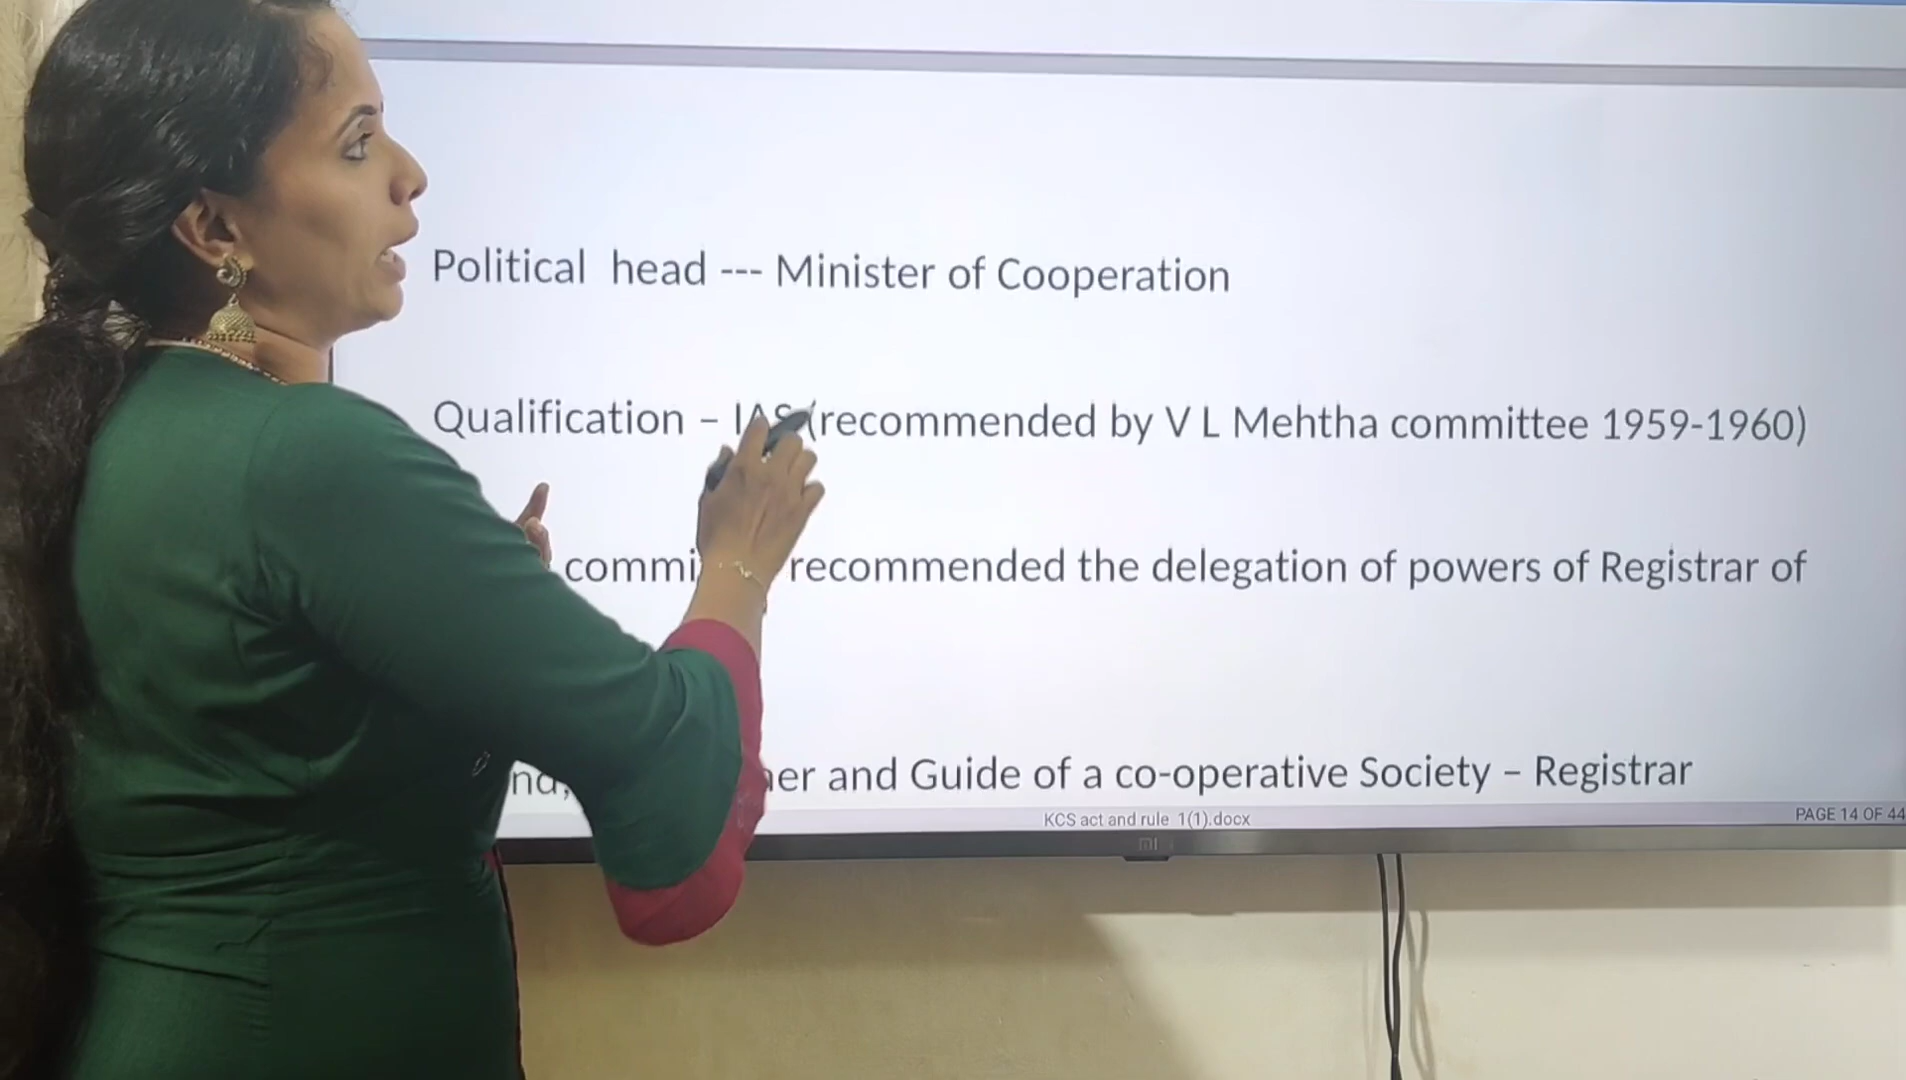 Political head --- Minister of Cooperation
Qualification – IAS (recommended by V L Mehtha committee 1959-1960)
recommended the delegation of powers of Registrar of
and Guide of a co-operative Society – Registrar
KCS act and rule 1(1).docx
PAGE 14 OF 44
mi